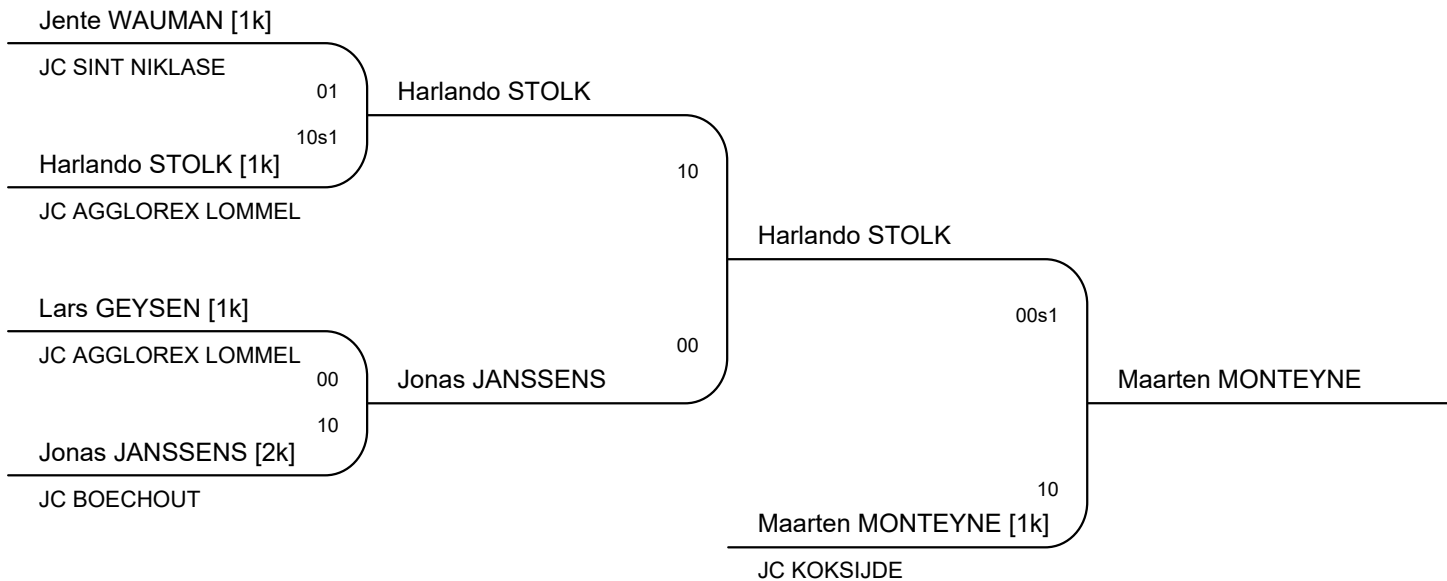 Jente WAUMAN [1k]
JC SINT NIKLASE
01
Harlando STOLK
10s1
Harlando STOLK [1k]
JC AGGLOREX LOMMEL
10
Harlando STOLK
Lars GEYSEN [1k]
JC AGGLOREX LOMMEL
00s1
00
00
Jonas JANSSENS
Maarten MONTEYNE
10
Jonas JANSSENS [2k]
JC BOECHOUT
10
Maarten MONTEYNE [1k]
JC KOKSIJDE